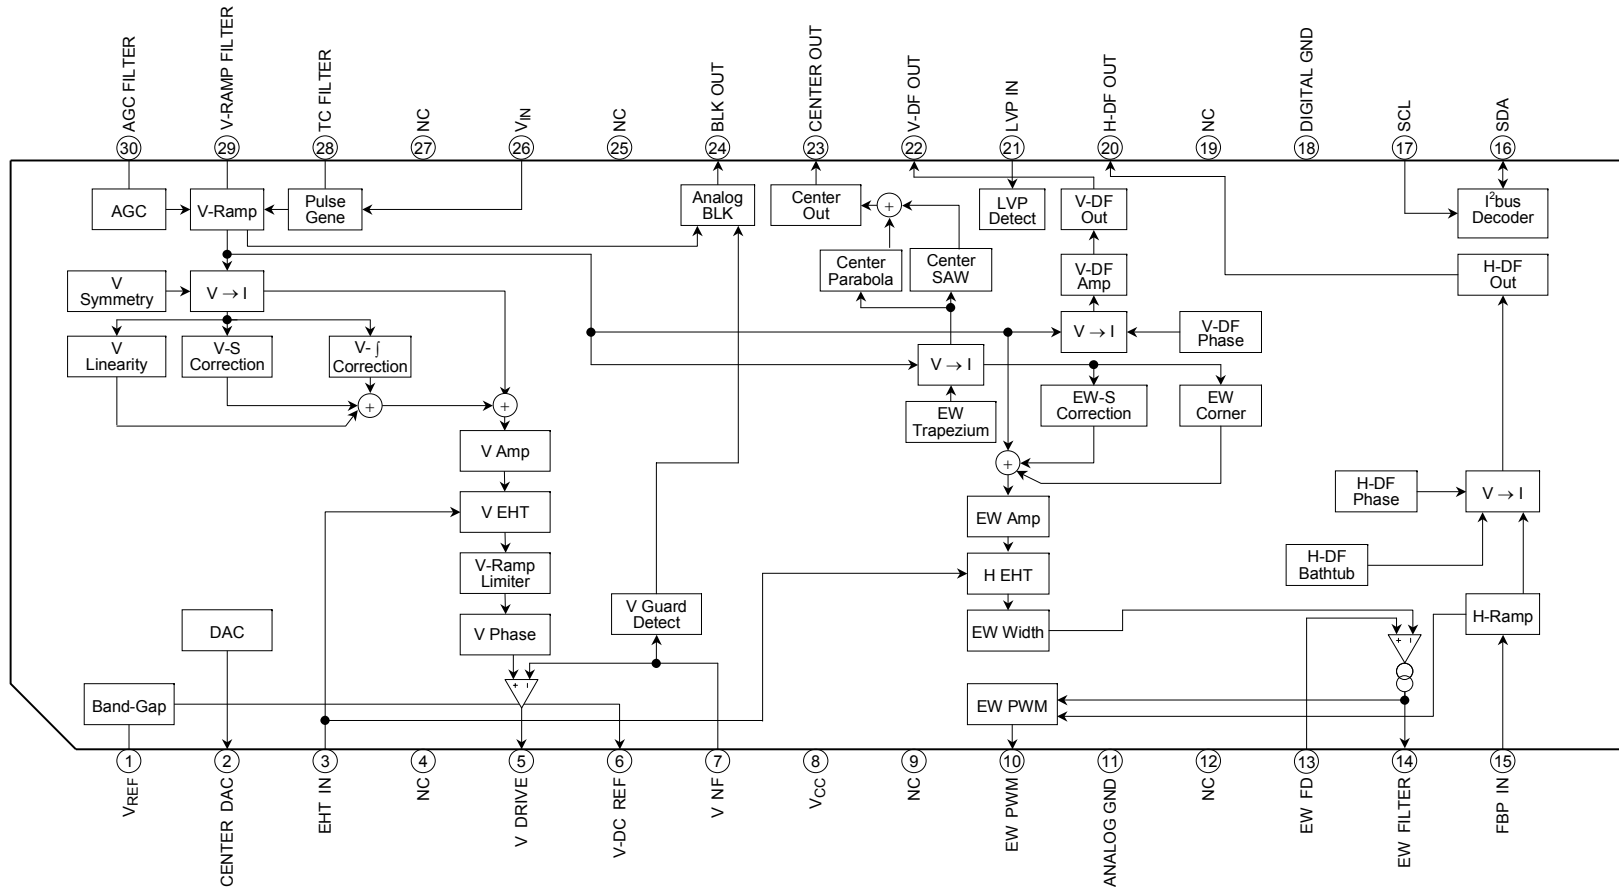 AGC FILTER
V-RAMP FILTER
TC FILTER
NC
VIN
NC
BLK OUT
CENTER OUT
V-DF OUT
LVP IN
H-DF OUT
NC
DIGITAL GND
SCL
SDA
30
29
28
27
26
25
24
23
22
21
20
19
18
17
16
AGC
V-Ramp
Pulse
Gene
Analog
BLK
Center
Out
+
LVP
Detect
V-DF
Out
I²bus
Decoder
Center
Parabola
Center
SAW
V-DF
Amp
H-DF
Out
V
Symmetry
V → I
V → I
V-DF
Phase
V
Linearity
V-S
Correction
V- ∫
Correction
V → I
+
+
EW
Trapezium
EW-S
Correction
EW
Corner
V Amp
+
H-DF
Phase
V → I
V EHT
EW Amp
V-Ramp
Limiter
H EHT
H-DF
Bathtub
DAC
V Phase
V Guard
Detect
EW Width
H-Ramp
+ −
+ −
Band-Gap
EW PWM
1
2
3
4
5
6
7
8
9
10
11
12
13
14
15
VREF
CENTER DAC
EHT IN
NC
V DRIVE
V-DC REF
V NF
VCC
NC
EW PWM
ANALOG GND
NC
EW FD
EW FILTER
FBP IN